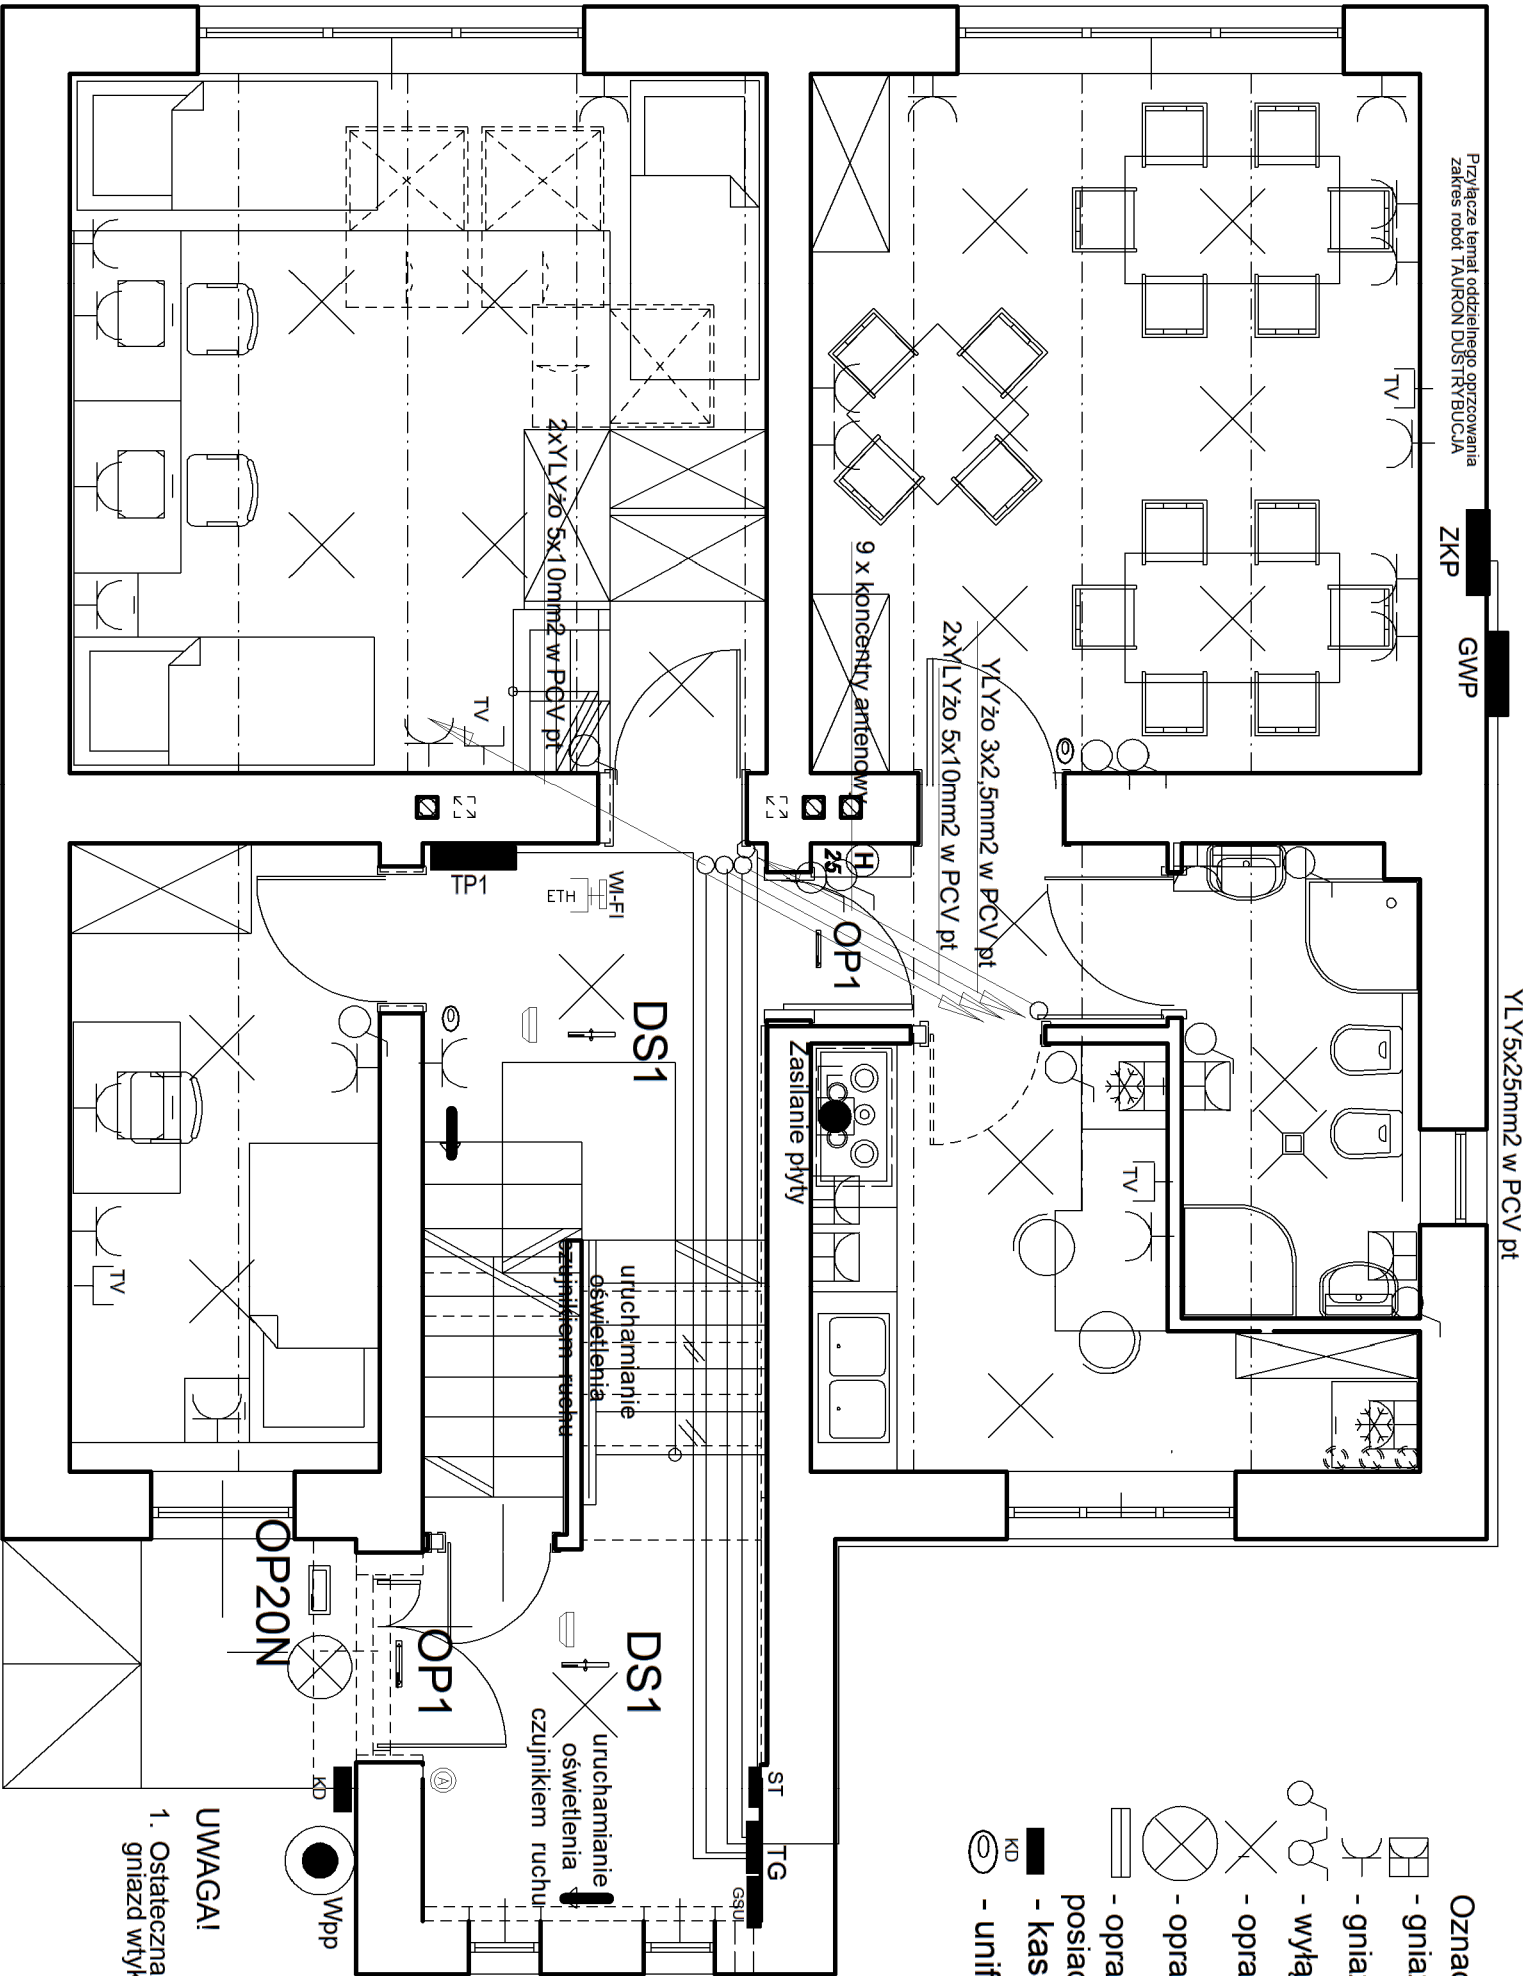 Przyłącze temat oddzielnego oprzcowania
zakres robót TAURON DUSTRYBUCJA
ZKP
GWP
YLY5x25mm2 w PCV pt
TV
9 x koncentry antenowy
YLYżo 3x2,5mm2 w PCV pt
2xYLYżo 5x10mm2 w PCV pt
2xYLYżo 5x10mm2 w PCV pt
TV
TP1
WI-FI
ETH
H
25
OP1
DS1
Zasilanie płyty
TV
TV
uruchamianie
oświetlenia
czujnikiem ruchu
OP20N
OP1
DS1
uruchamianie
oświetlenia
czujnikiem ruchu
A
KD
Wpp
ST
TG
GSU
UWAGA!
1. Ostateczna
gniazd wtyk
Oznac
- gnia
- gnia
- wyłą
- opra
- opra
- opra
posiad
KD
- kas
- unif